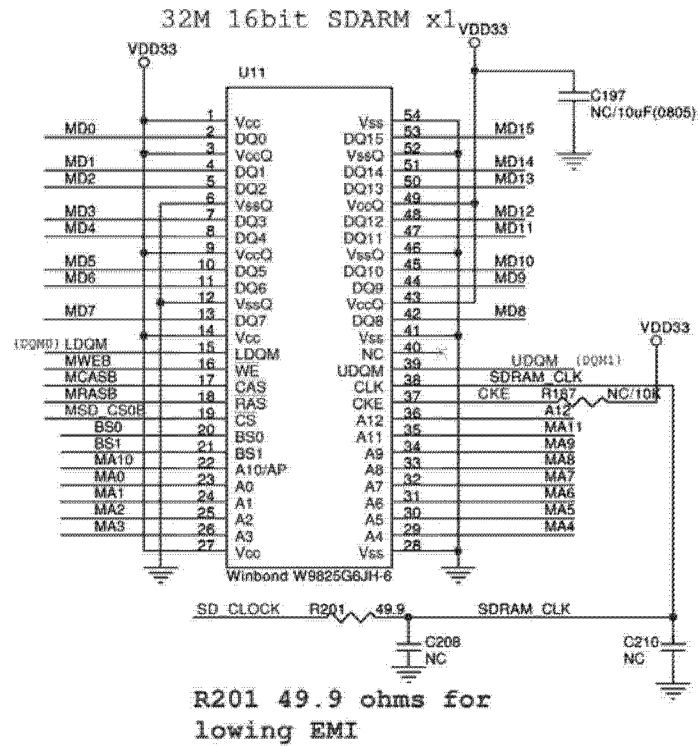 32M 16bit SDARM x1
VDD33
VDD33
U11
C197
NC/10uF(0805)
1 Vcc Vss 54
MD0 2 DQ0 DQ15 53 MD15
3 VccQ VssQ 52
MD1 4 DQ1 DQ14 51 MD14
MD2 5 DQ2 DQ13 50 MD13
6 VssQ VccQ 49
MD3 7 DQ3 DQ12 48 MD12
MD4 8 DQ4 DQ11 47 MD11
9 VccQ VssQ 46
MD5 10 DQ5 DQ10 45 MD10
MD6 11 DQ6 DQ9 44 MD9
12 VssQ VccQ 43
MD7 13 DQ7 DQ8 42 MD8
14 Vcc Vss 41
VDD33
(DQM0) LDQM 15 LDQM NC 40
MWEB 16 WE UDQM 39 UDQM (DQM1)
MCASB 17 CAS CLK 38 SDRAM_CLK
MRASB 18 RAS CKE 37 CKE R187 NC/10K
MSD_CS0B 19 CS A12 36 A12
BS0 20 BS0 A11 35 MA11
BS1 21 BS1 A9 34 MA9
MA10 22 A10/AP A8 33 MA8
MA0 23 A0 A7 32 MA7
MA1 24 A1 A6 31 MA6
MA2 25 A2 A5 30 MA5
MA3 26 A3 A4 29 MA4
27 Vcc Vss 28
Winbond W9825G6JH-6
SD_CLOCK R201 49.9 SDRAM_CLK
C208
NC
C210
NC
R201 49.9 ohms for
lowing EMI